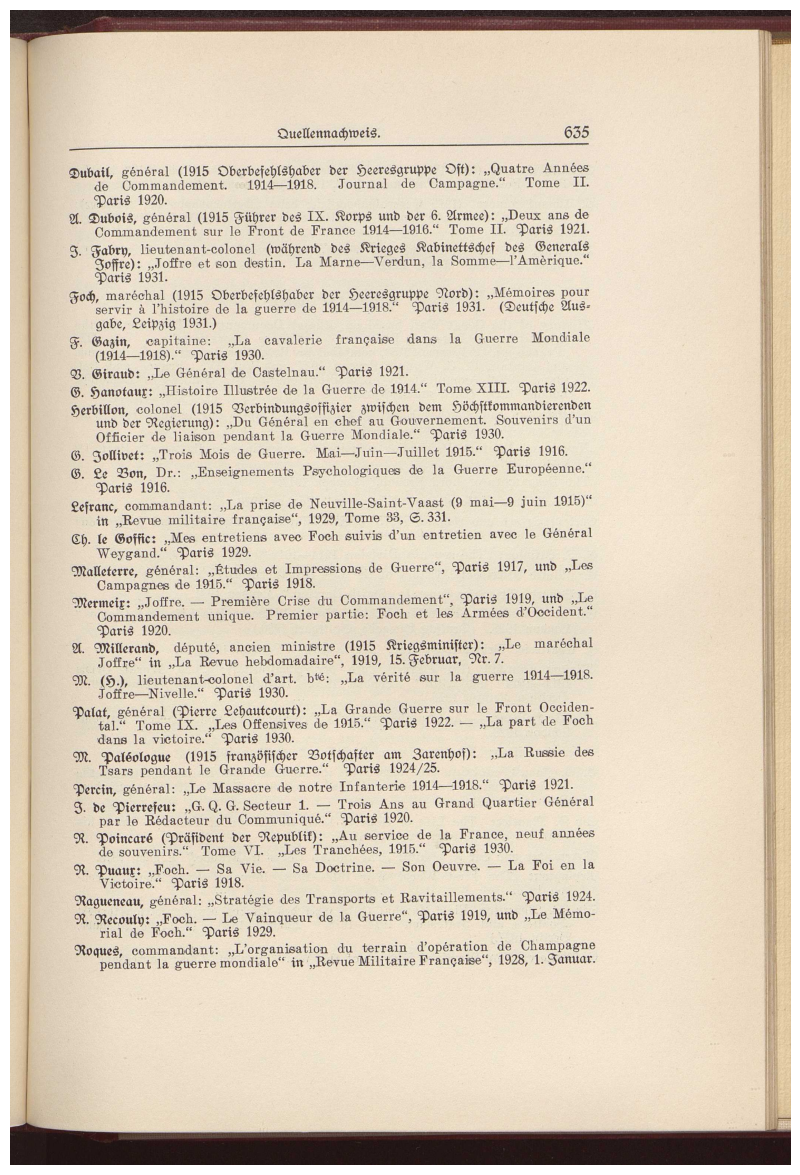 Quellennachweis. 635
Dubail, général (1915 Oberbefehlshaber der Heeresgruppe Ost): „Quatre Années
de Commandement. 1914—1918. Journal de Campagne.“ Tome II.
Paris 1920.
A. Dubois, général (1915 Führer des IX. Korps und der 6. Armee): „Deux ans de
Commandement sur le Front de France 1914—1916.“ Tome II. Paris 1921.
J. Fabry, lieutenant-colonel (während des Krieges Kabinettschef des Generals
Joffre): „Joffre et son destin. La Marne—Verdun, la Somme—l'Amèrique.“
Paris 1931.
Foch, maréchal (1915 Oberbefehlshaber der Heeresgruppe Nord): „Mémoires pour
servir à l'histoire de la guerre de 1914—1918.“ Paris 1931. (Deutsche Aus-
gabe, Leipzig 1931.)
F. Gazin, capitaine: „La cavalerie française dans la Guerre Mondiale
(1914—1918).“ Paris 1930.
V. Giraud: „Le Général de Castelnau.“ Paris 1921.
G. Hanotaux: „Histoire Illustrée de la Guerre de 1914.“ Tome XIII. Paris 1922.
Herbillon, colonel (1915 Verbindungsoffizier zwischen dem Höchstkommandierenden
und der Regierung): „Du Général en chef au Gouvernement. Souvenirs d'un
Officier de liaison pendant la Guerre Mondiale.“ Paris 1930.
G. Jollivet: „Trois Mois de Guerre. Mai—Juin—Juillet 1915.“ Paris 1916.
G. Le Bon, Dr.: „Enseignements Psychologiques de la Guerre Européenne.“
Paris 1916.
Lefranc, commandant: „La prise de Neuville-Saint-Vaast (9 mai—9 juin 1915)“
in „Revue militaire française“, 1929, Tome 33, S. 331.
Ch. le Goffic: „Mes entretiens avec Foch suivis d'un entretien avec le Général
Weygand.“ Paris 1929.
Malleterre, général: „Études et Impressions de Guerre“, Paris 1917, und „Les
Campagnes de 1915.“ Paris 1918.
Mermeix: „Joffre. — Première Crise du Commandement“, Paris 1919, und „Le
Commandement unique. Premier partie: Foch et les Armées d'Occident.“
Paris 1920.
A. Millerand, député, ancien ministre (1915 Kriegsminister): „Le maréchal
Joffre“ in „La Revue hebdomadaire“, 1919, 15. Februar, Nr. 7.
M. (H.), lieutenant-colonel d'art. bté: „La vérité sur la guerre 1914—1918.
Joffre—Nivelle.“ Paris 1930.
Palat, général (Pierre Lehautcourt): „La Grande Guerre sur le Front Occiden-
tal.“ Tome IX. „Les Offensives de 1915.“ Paris 1922. — „La part de Foch
dans la victoire.“ Paris 1930.
M. Paléologue (1915 französischer Botschafter am Zarenhof): „La Russie des
Tsars pendant le Grande Guerre.“ Paris 1924/25.
Percin, général: „Le Massacre de notre Infanterie 1914—1918.“ Paris 1921.
J. de Pierrefeu: „G. Q. G. Secteur 1. — Trois Ans au Grand Quartier Général
par le Rédacteur du Communiqué.“ Paris 1920.
R. Poincaré (Präsident der Republik): „Au service de la France, neuf années
de souvenirs.“ Tome VI. „Les Tranchées, 1915.“ Paris 1930.
R. Puaux: „Foch. — Sa Vie. — Sa Doctrine. — Son Oeuvre. — La Foi en la
Victoire.“ Paris 1918.
Ragueneau, général: „Stratégie des Transports et Ravitaillements.“ Paris 1924.
R. Recouly: „Foch. — Le Vainqueur de la Guerre“, Paris 1919, und „Le Mémo-
rial de Foch.“ Paris 1929.
Roques, commandant: „L'organisation du terrain d'opération de Champagne
pendant la guerre mondiale“ in „Revue Militaire Française“, 1928, 1. Januar.